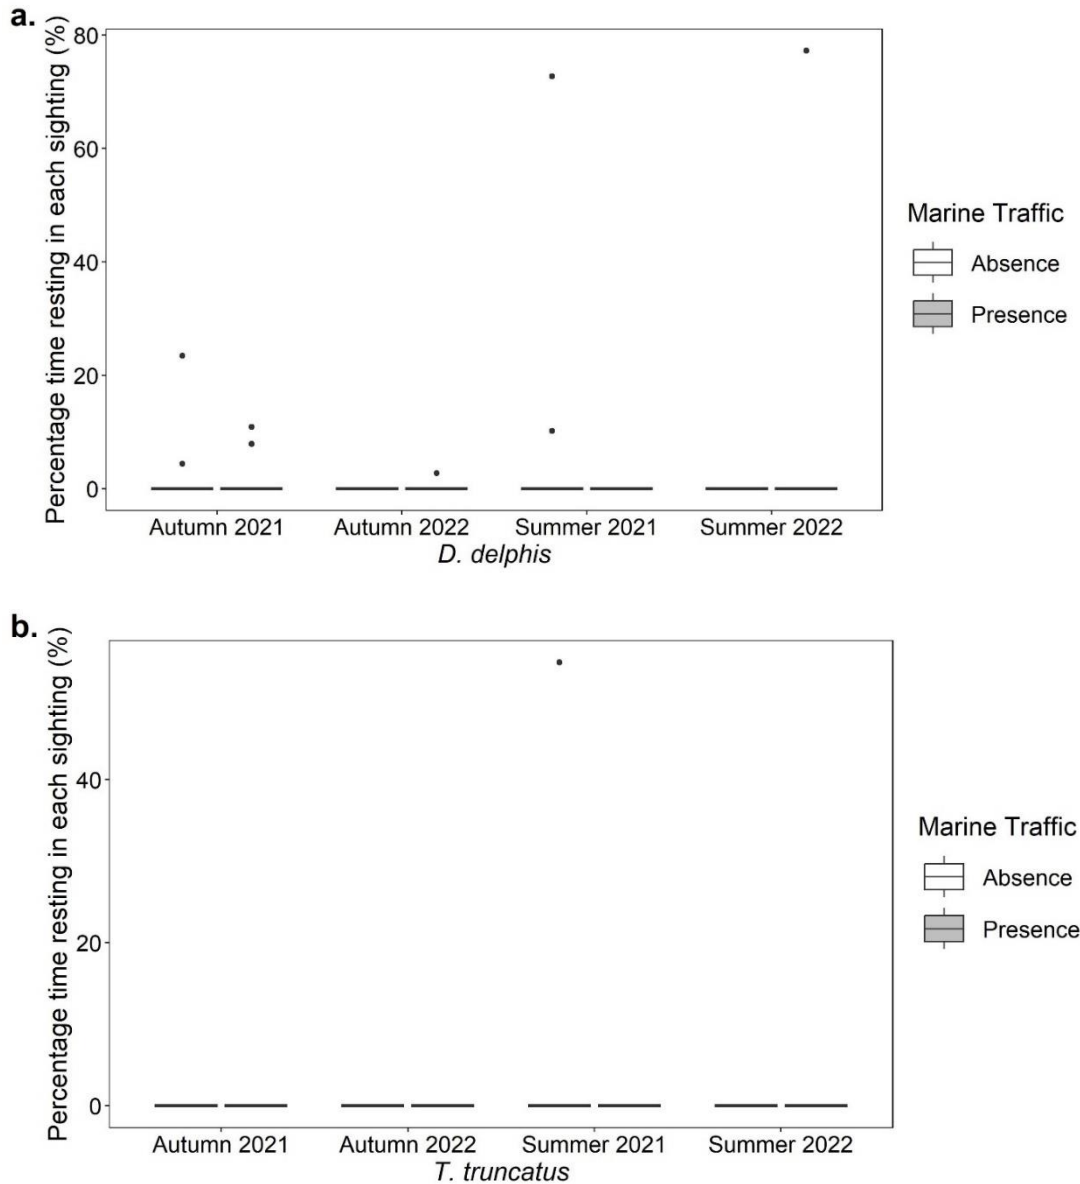 a.
Percentage time resting in each sighting (%)
80
60
40
20
0
Autumn 2021 Autumn 2022 Summer 2021 Summer 2022
D. delphis
Marine Traffic
Absence
Presence
b.
Percentage time resting in each sighting (%)
40
20
0
Autumn 2021 Autumn 2022 Summer 2021 Summer 2022
T. truncatus
Marine Traffic
Absence
Presence